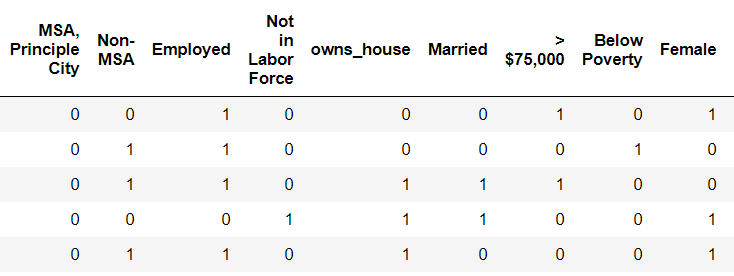 MSA, Principle City Non-MSA Employed Not in Labor Force owns_house Married > $75,000 Below Poverty Female
0 0 1 0 0 0 1 0 1
0 1 1 0 0 0 0 1 0
0 1 1 0 1 1 1 0 0
0 0 0 1 1 1 0 0 1
0 1 1 0 1 0 0 0 1